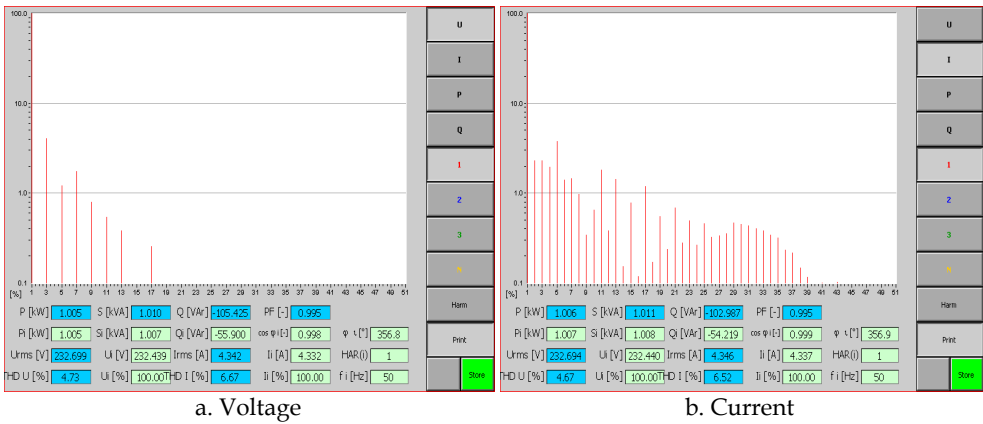 100.0
10.0
1.0
0.1
[%] 1 3 5 7 9 11 13 15 17 19 21 23 25 27 29 31 33 35 37 39 41 43 45 47 49 51
P [kW] 1.005 S [kVA] 1.010 Q [VAr] -105.425 PF [-] 0.995
Pi [kW] 1.005 Si [kVA] 1.007 Qi [VAr] -55.900 cos φi[-] 0.998 φ ι[°] 356.8
Urms [V] 232.699 Ui [V] 232.439 Irms [A] 4.342 Ii [A] 4.332 HAR(i) 1
THD U [%] 4.73 Ui [%] 100.00 THD I [%] 6.67 Ii [%] 100.00 f i [Hz] 50
U
I
P
Q
1
2
3
N
Harm
Print
Store
a. Voltage
100.0
10.0
1.0
0.1
[%] 1 3 5 7 9 11 13 15 17 19 21 23 25 27 29 31 33 35 37 39 41 43 45 47 49 51
P [kW] 1.006 S [kVA] 1.011 Q [VAr] -102.987 PF [-] 0.995
Pi [kW] 1.007 Si [kVA] 1.008 Qi [VAr] -54.219 cos φi[-] 0.999 φ ι[°] 356.9
Urms [V] 232.694 Ui [V] 232.440 Irms [A] 4.346 Ii [A] 4.337 HAR(i) 1
THD U [%] 4.67 Ui [%] 100.00 THD I [%] 6.52 Ii [%] 100.00 f i [Hz] 50
U
I
P
Q
1
2
3
N
Harm
Print
Store
b. Current